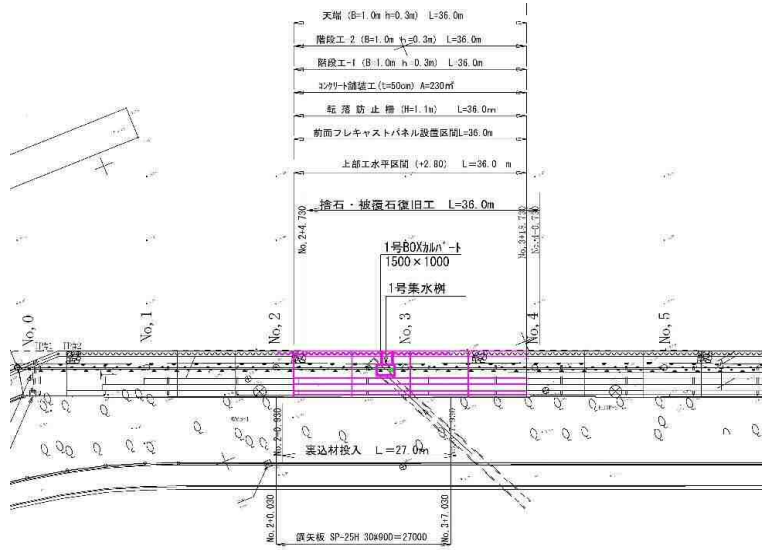 天端 (B=1.0m h=0.3m) L=36.0m
階段工-2 (B=1.0m h=0.3m) L=36.0m
階段工-1 (B=1.0m h=0.3m) L=36.0m
コンクリート舗装工(t=50cm) A=230㎡
転落防止柵 (H=1.1m) L=36.0m
前面プレキャストパネル設置区間L=36.0m
上部工水平区間 (+2.80) L=36.0 m
捨石・被覆石復旧工 L=36.0m
No.2+4.730
1号BOXカルバート
1500×1000
1号集水桝
No.0
No.1
No.2
No.3
No.4
No.5
No.2+0.930
裏込材投入 L=27.0m
No.2+0.030
No.3+7.030
鋼矢板 SP-25H 30×900=27000